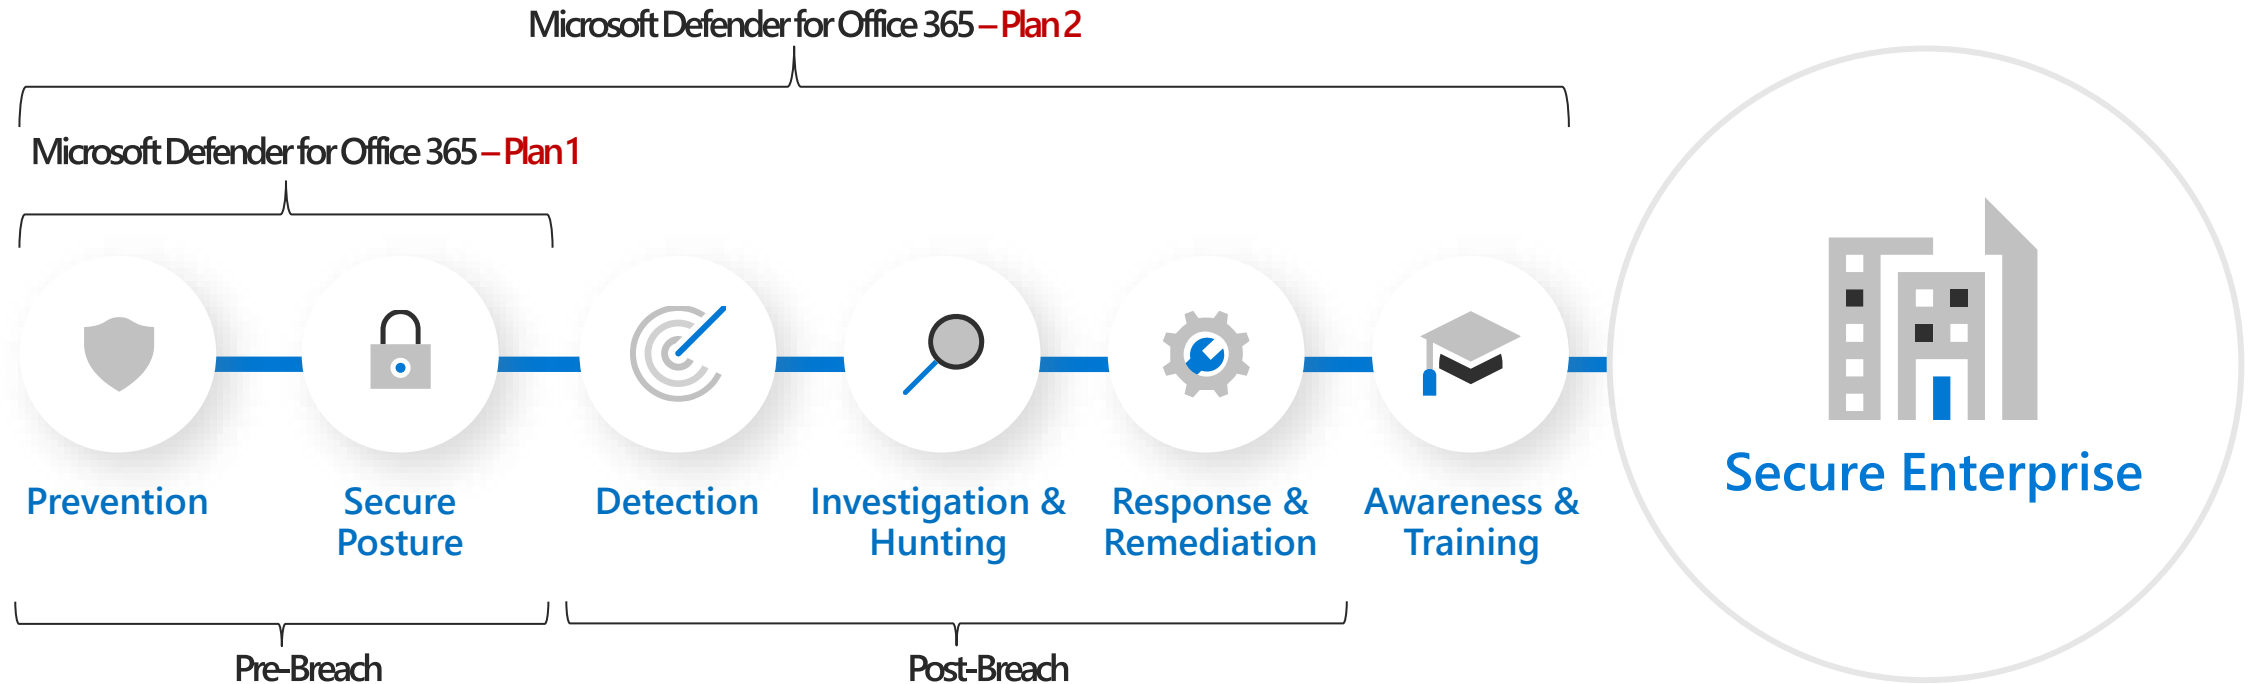 Microsoft Defender for Office 365 – Plan 2
Microsoft Defender for Office 365 – Plan 1
Prevention
Secure
Posture
Detection
Investigation &
Hunting
Response &
Remediation
Awareness &
Training
Secure Enterprise
Pre-Breach
Post-Breach